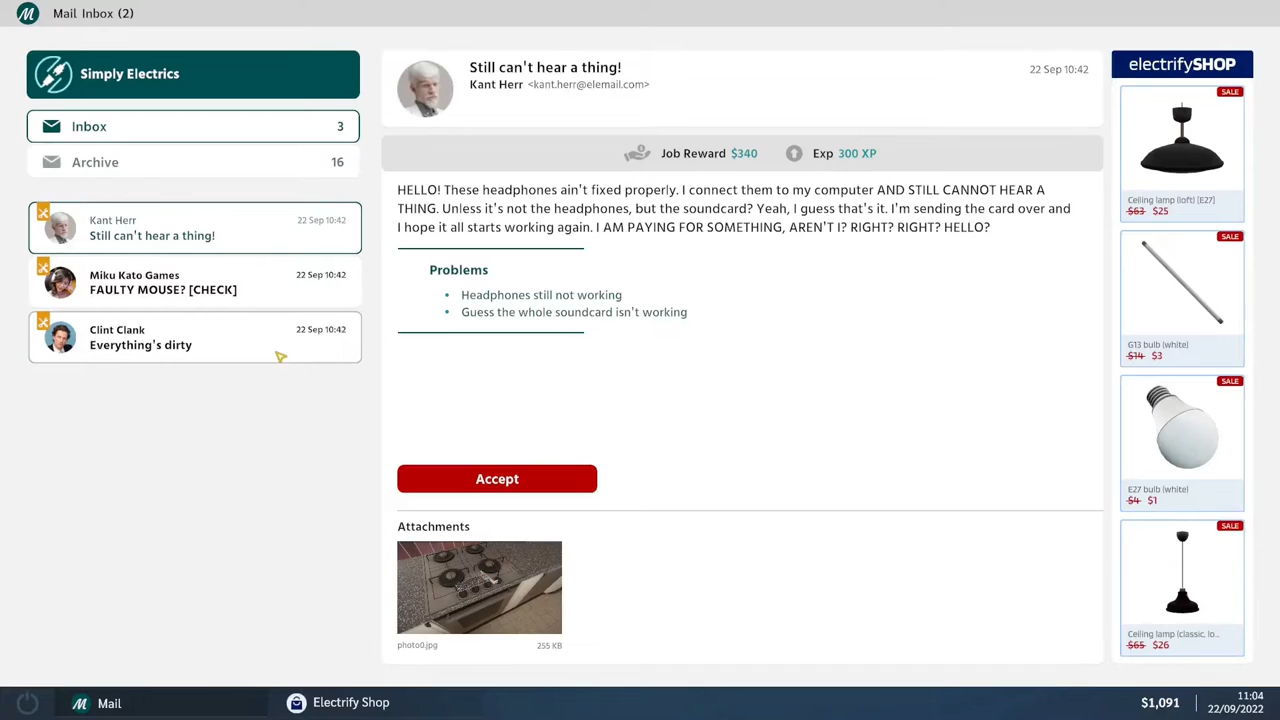 Mail Inbox (2)
Simply Electrics
Inbox 3
Archive 16
Kant Herr 22 Sep 10:42
Still can't hear a thing!
Miku Kato Games 22 Sep 10:42
FAULTY MOUSE? [CHECK]
Clint Clank 22 Sep 10:42
Everything's dirty
Still can't hear a thing!
Kant Herr <kant.herr@elemail.com>
22 Sep 10:42
Job Reward $340 Exp 300 XP
HELLO! These headphones ain't fixed properly. I connect them to my computer AND STILL CANNOT HEAR A
THING. Unless it's not the headphones, but the soundcard? Yeah, I guess that's it. I'm sending the card over and
I hope it all starts working again. I AM PAYING FOR SOMETHING, AREN'T I? RIGHT? RIGHT? HELLO?
Problems
• Headphones still not working
• Guess the whole soundcard isn't working
Accept
Attachments
photo0.jpg 255 KB
electrifySHOP
SALE
Ceiling lamp (loft) [E27]
$63 $25
SALE
G13 bulb (white)
$14 $3
SALE
E27 bulb (white)
$4 $1
SALE
Ceiling lamp (classic, lo...
$65 $26
Mail
Electrify Shop
$1,091
11:04
22/09/2022